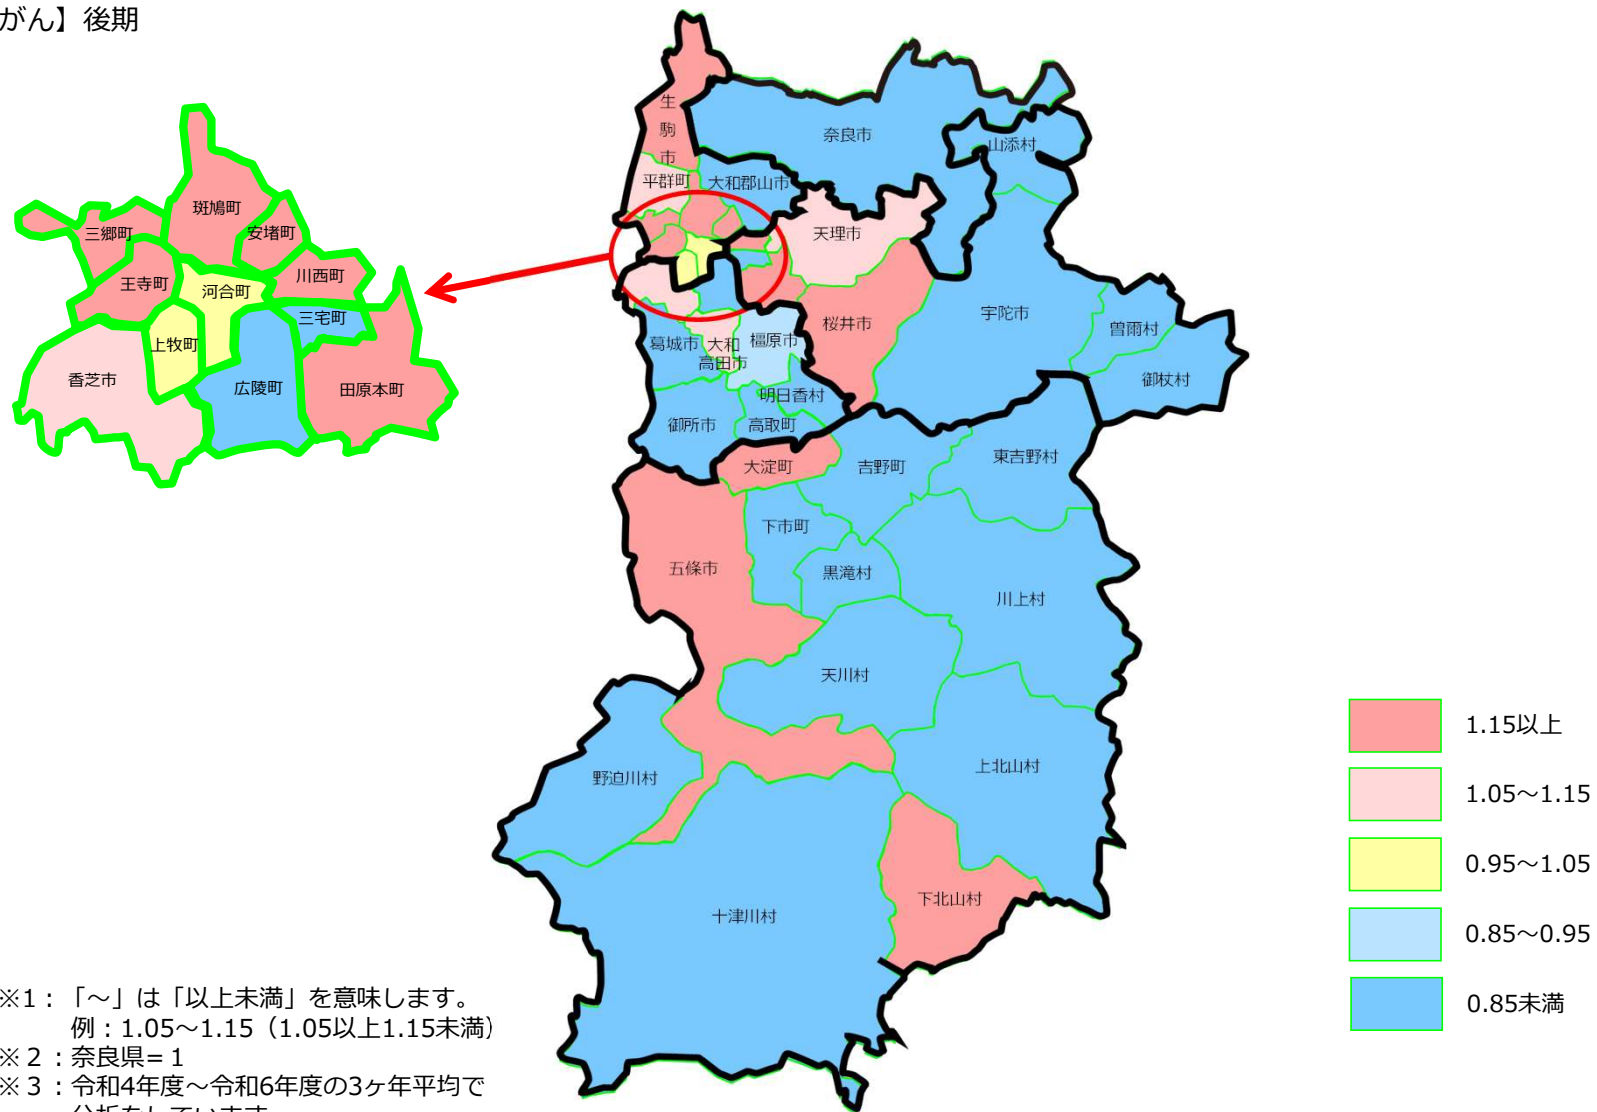 がん】後期
生駒市
奈良市
山添村
平群町
大和郡山市
天理市
斑鳩町
安堵町
三郷町
川西町
王寺町
河合町
三宅町
上牧町
香芝市
広陵町
田原本町
桜井市
宇陀市
曽爾村
御杖村
葛城市
大和
高田市
橿原市
明日香村
御所市
高取町
大淀町
吉野町
東吉野村
下市町
五條市
黒滝村
川上村
天川村
野迫川村
上北山村
下北山村
十津川村
1.15以上
1.05～1.15
0.95～1.05
0.85～0.95
0.85未満
※1：「～」は「以上未満」を意味します。
例：1.05～1.15（1.05以上1.15未満）
※２：奈良県＝１
※３：令和4年度～令和6年度の3ヶ年平均で